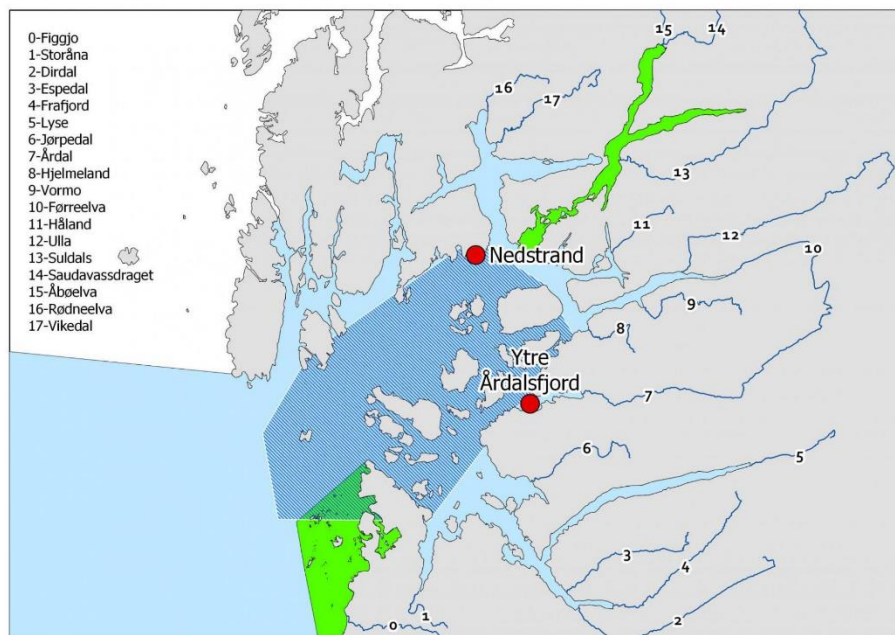 0-Figgjo
1-Storåna
2-Dirdal
3-Espedal
4-Frafjord
5-Lyse
6-Jørpedal
7-Årdal
8-Hjelmeland
9-Vormo
10-Førreelva
11-Håland
12-Ulla
13-Suldals
14-Saudavassdraget
15-Åbøelva
16-Rødneelva
17-Vikedal
15
14
16
17
13
11
12
10
Nedstrand
9
8
Ytre
Årdalsfjord
7
6
5
3
4
1
0
2